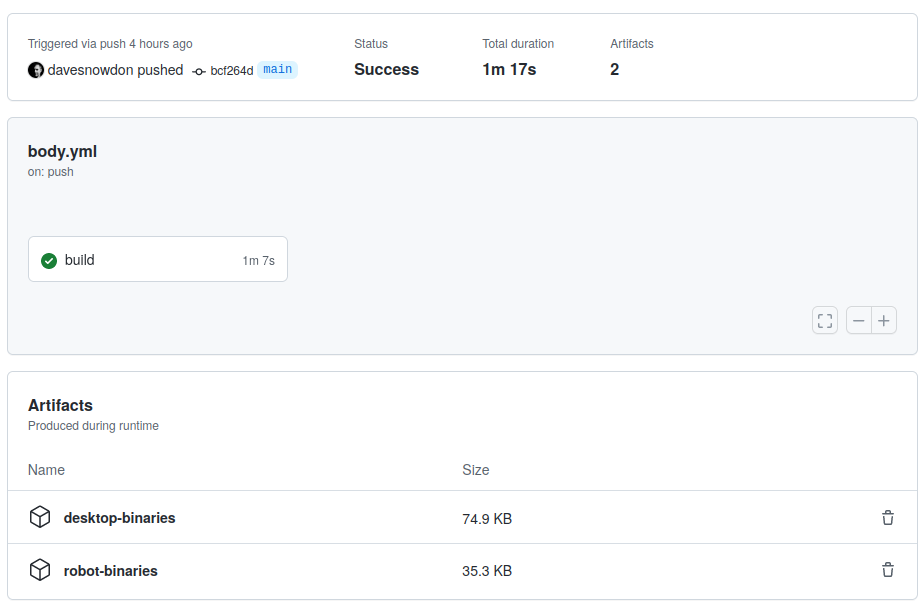 Triggered via push 4 hours ago
Status
Total duration
Artifacts
davesnowdon pushed bcf264d main
Success
1m 17s
2
body.yml
on: push
build 1m 7s
Artifacts
Produced during runtime
Name Size
desktop-binaries 74.9 KB
robot-binaries 35.3 KB